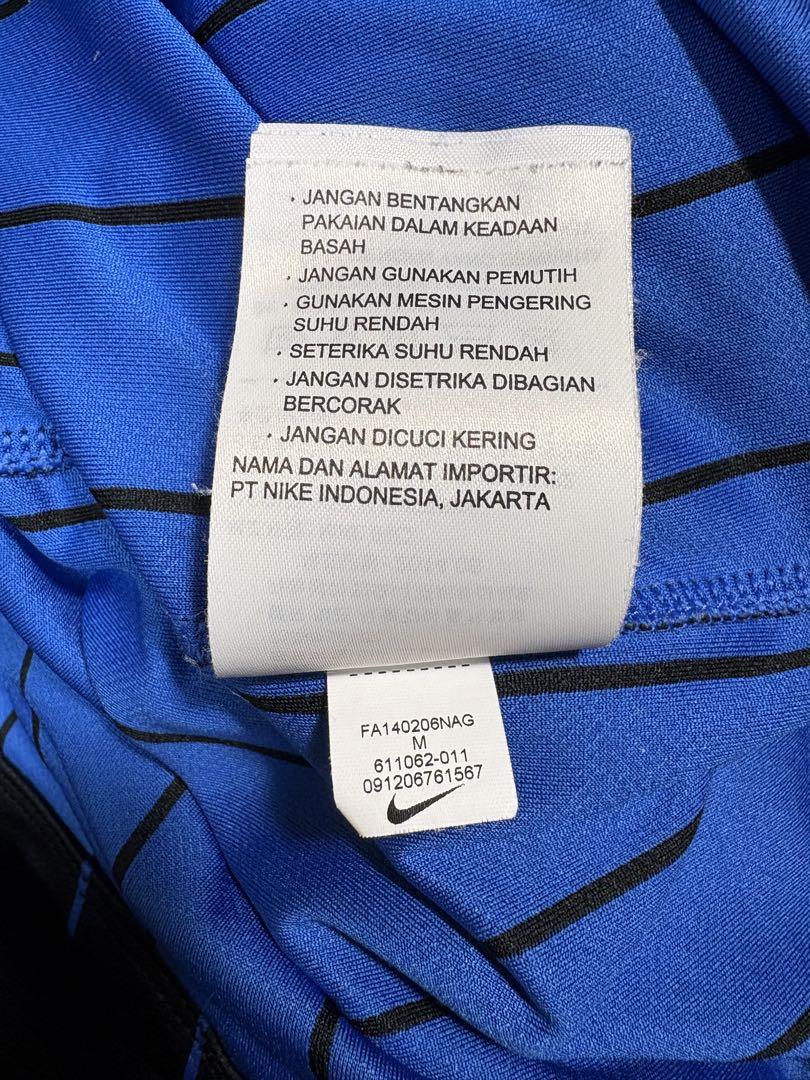 · JANGAN BENTANGKAN
PAKAIAN DALAM KEADAAN
BASAH
· JANGAN GUNAKAN PEMUTIH
· GUNAKAN MESIN PENGERING
SUHU RENDAH
· SETERIKA SUHU RENDAH
· JANGAN DISETRIKA DIBAGIAN
BERCORAK
· JANGAN DICUCI KERING
NAMA DAN ALAMAT IMPORTIR:
PT NIKE INDONESIA, JAKARTA
FA140206NAG
M
611062-011
091206761567